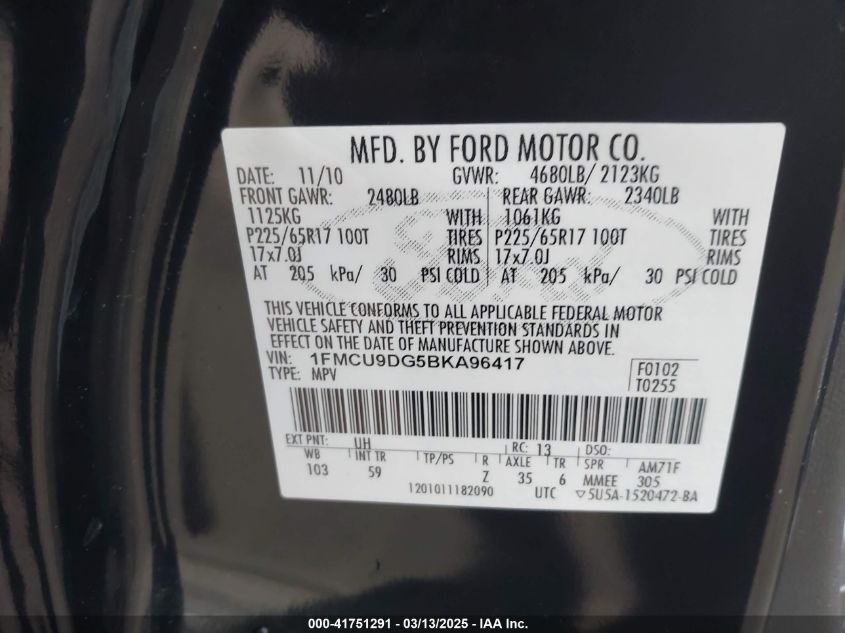 MFD. BY FORD MOTOR CO.
DATE: 11/10 GVWR: 4680LB/ 2123KG
FRONT GAWR: 2480LB REAR GAWR: 2340LB
1125KG WITH 1061KG WITH
P225/65R17 100T TIRES P225/65R17 100T TIRES
17x7.0J RIMS 17x7.0J RIMS
AT 205 kPa/ 30 PSI COLD AT 205 kPa/ 30 PSI COLD
THIS VEHICLE CONFORMS TO ALL APPLICABLE FEDERAL MOTOR
VEHICLE SAFETY AND THEFT PREVENTION STANDARDS IN
EFFECT ON THE DATE OF MANUFACTURE SHOWN ABOVE.
VIN: 1FMCU9DG5BKA96417 F0102
TYPE: MPV T0255
EXT PNT: UH RC: 13 DSO:
WB INT TR TP/PS R AXLE TR SPR AM71F
103 59 Z 35 6 MMEE 305
1201011182090 UTC ▽5U5A-1520472-BA
000-41751291 - 03/13/2025 - IAA Inc.